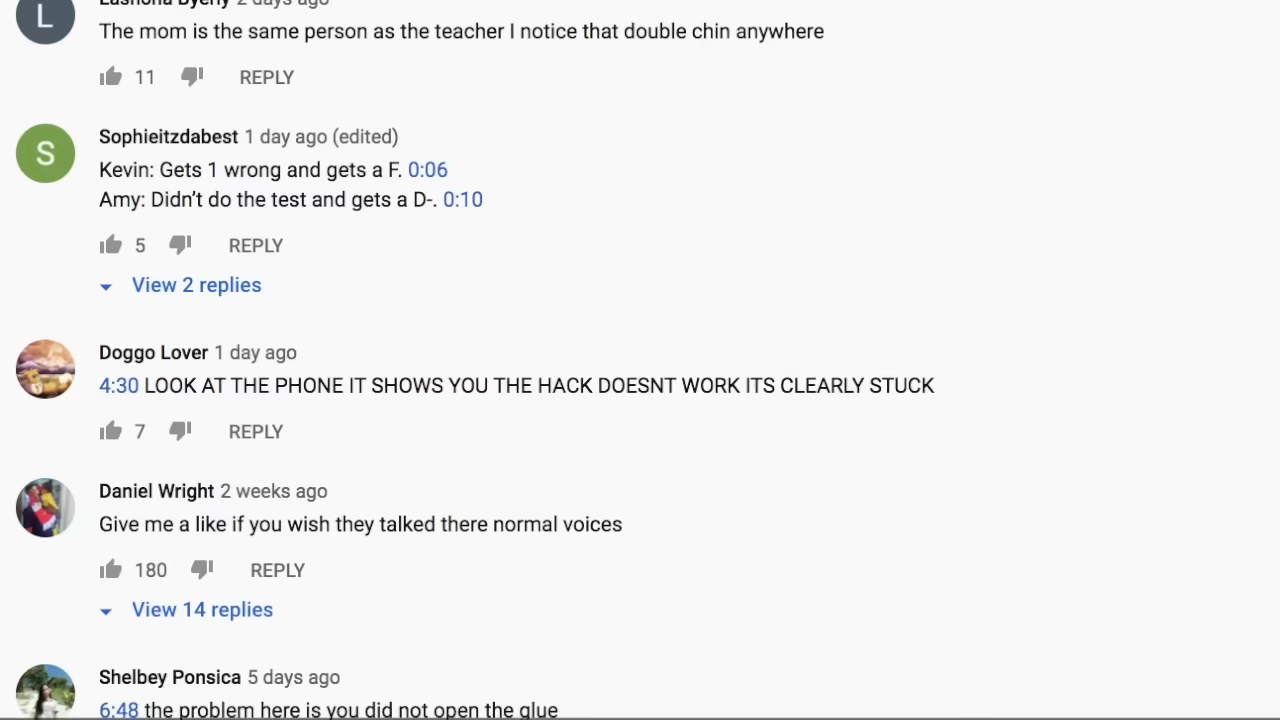 L
Lashona Byerly 2 days ago
The mom is the same person as the teacher I notice that double chin anywhere
11 REPLY
S
Sophieitzdabest 1 day ago (edited)
Kevin: Gets 1 wrong and gets a F. 0:06
Amy: Didn’t do the test and gets a D-. 0:10
5 REPLY
View 2 replies
Doggo Lover 1 day ago
4:30 LOOK AT THE PHONE IT SHOWS YOU THE HACK DOESNT WORK ITS CLEARLY STUCK
7 REPLY
Daniel Wright 2 weeks ago
Give me a like if you wish they talked there normal voices
180 REPLY
View 14 replies
Shelbey Ponsica 5 days ago
6:48 the problem here is you did not open the glue